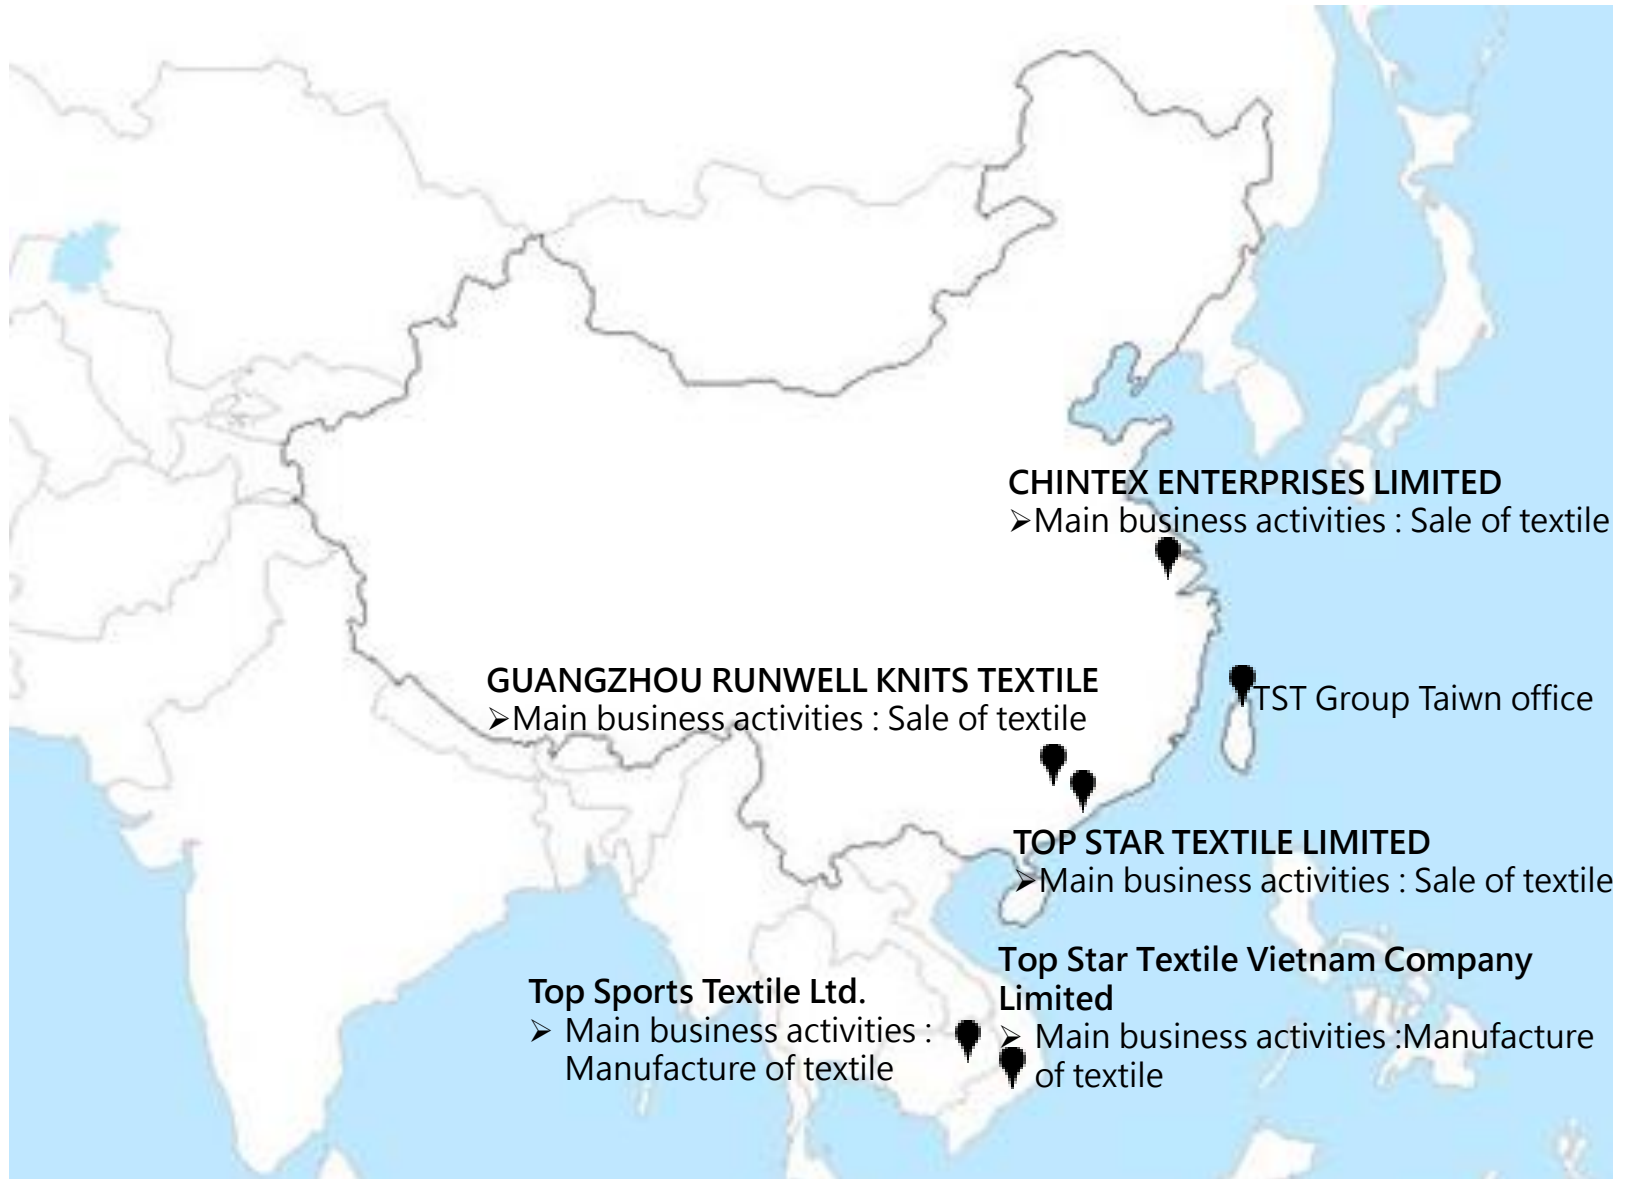 CHINTEX ENTERPRISES LIMITED
➢Main business activities : Sale of textile
GUANGZHOU RUNWELL KNITS TEXTILE
➢Main business activities : Sale of textile
TST Group Taiwn office
TOP STAR TEXTILE LIMITED
➢Main business activities : Sale of textile
Top Sports Textile Ltd.
➢ Main business activities :
Manufacture of textile
Top Star Textile Vietnam Company
Limited
➢ Main business activities :Manufacture
of textile